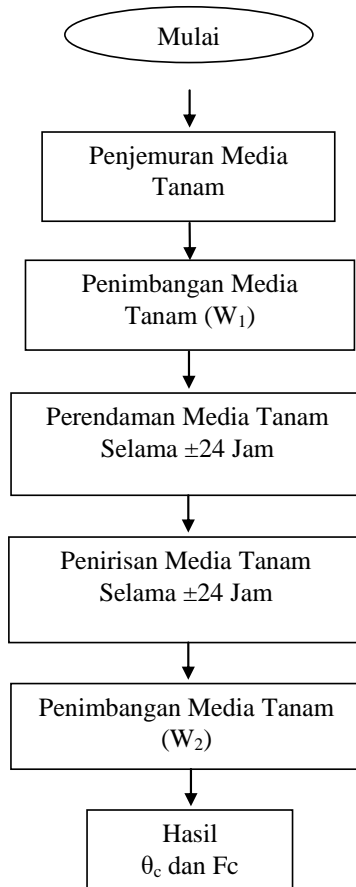 Mulai
Penjemuran Media
Tanam
Penimbangan Media
Tanam (W₁)
Perendaman Media Tanam
Selama ±24 Jam
Penirisan Media Tanam
Selama ±24 Jam
Penimbangan Media Tanam
(W₂)
Hasil
θc dan Fc